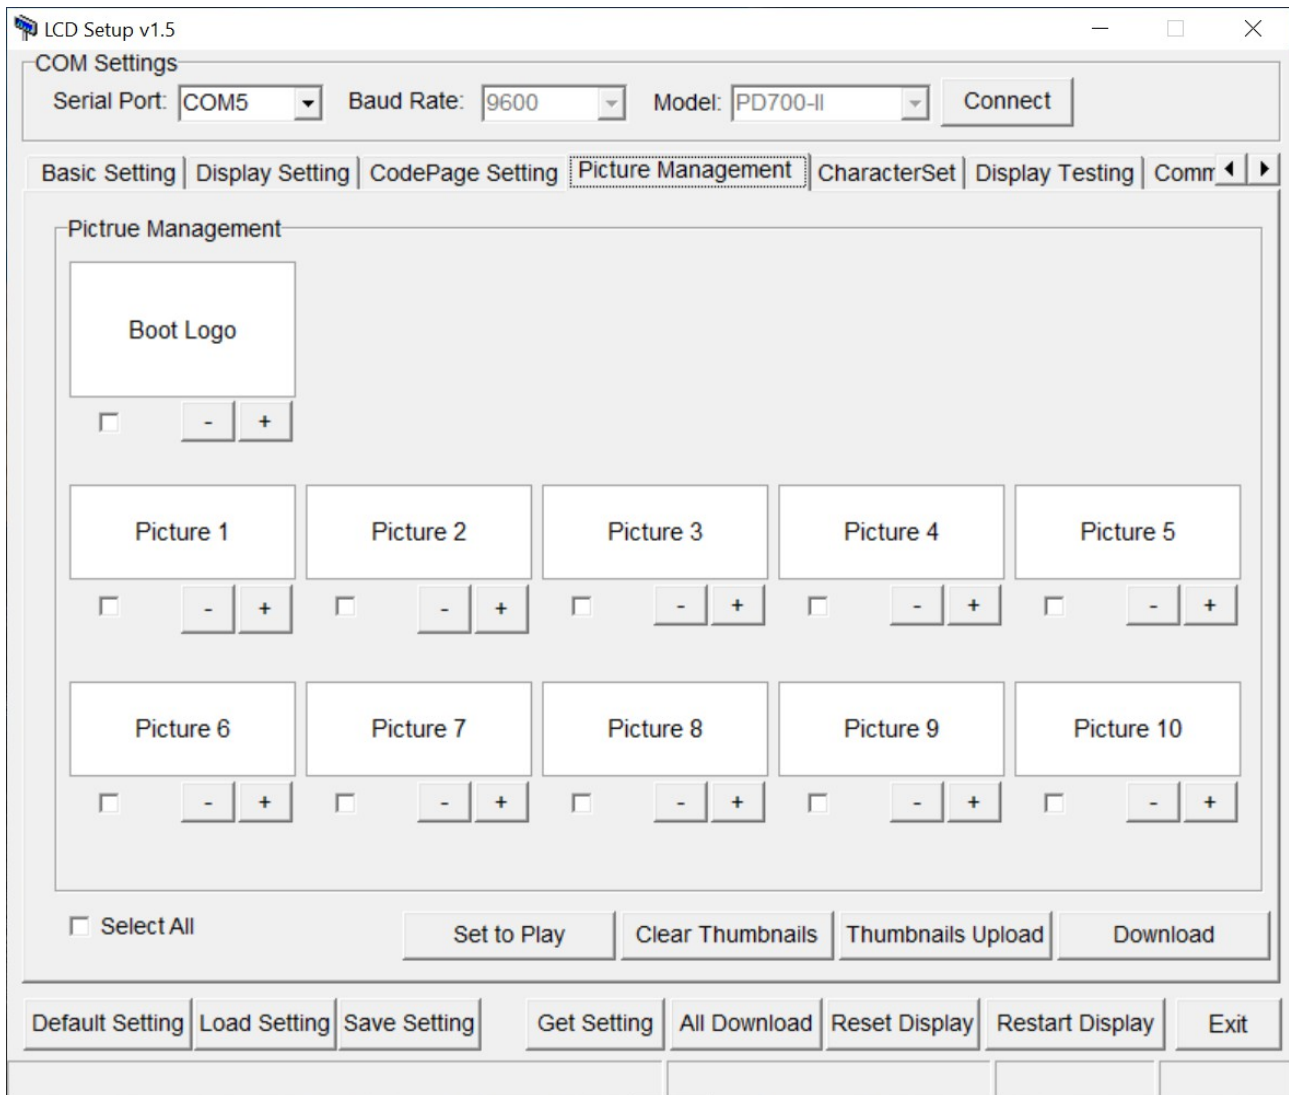 LCD Setup v1.5
COM Settings
Serial Port: COM5 Baud Rate: 9600 Model: PD700-II Connect
Basic Setting Display Setting CodePage Setting Picture Management CharacterSet Display Testing Comm
Pictrue Management
Boot Logo
- +
Picture 1 Picture 2 Picture 3 Picture 4 Picture 5
- + - + - + - + - +
Picture 6 Picture 7 Picture 8 Picture 9 Picture 10
- + - + - + - + - +
Select All Set to Play Clear Thumbnails Thumbnails Upload Download
Default Setting Load Setting Save Setting Get Setting All Download Reset Display Restart Display Exit